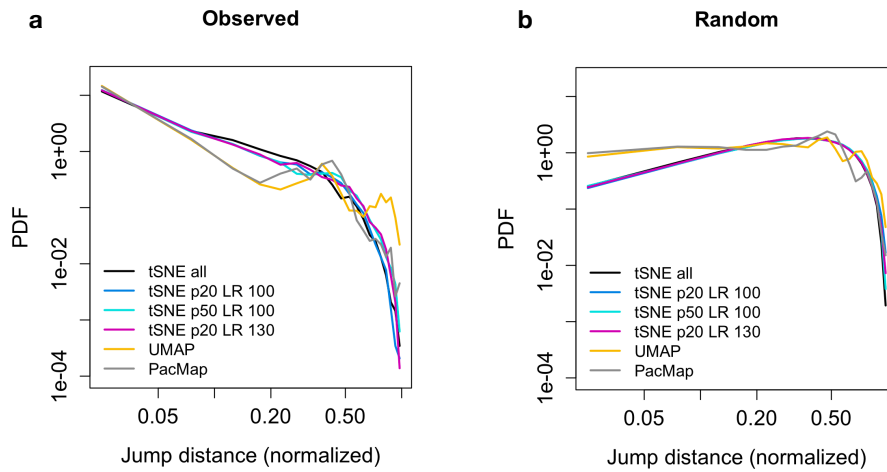 a
Observed
PDF
1e+00
1e-02
1e-04
tSNE all
tSNE p20 LR 100
tSNE p50 LR 100
tSNE p20 LR 130
UMAP
PacMap
0.05
0.20
0.50
Jump distance (normalized)
b
Random
PDF
1e+00
1e-02
1e-04
tSNE all
tSNE p20 LR 100
tSNE p50 LR 100
tSNE p20 LR 130
UMAP
PacMap
0.05
0.20
0.50
Jump distance (normalized)